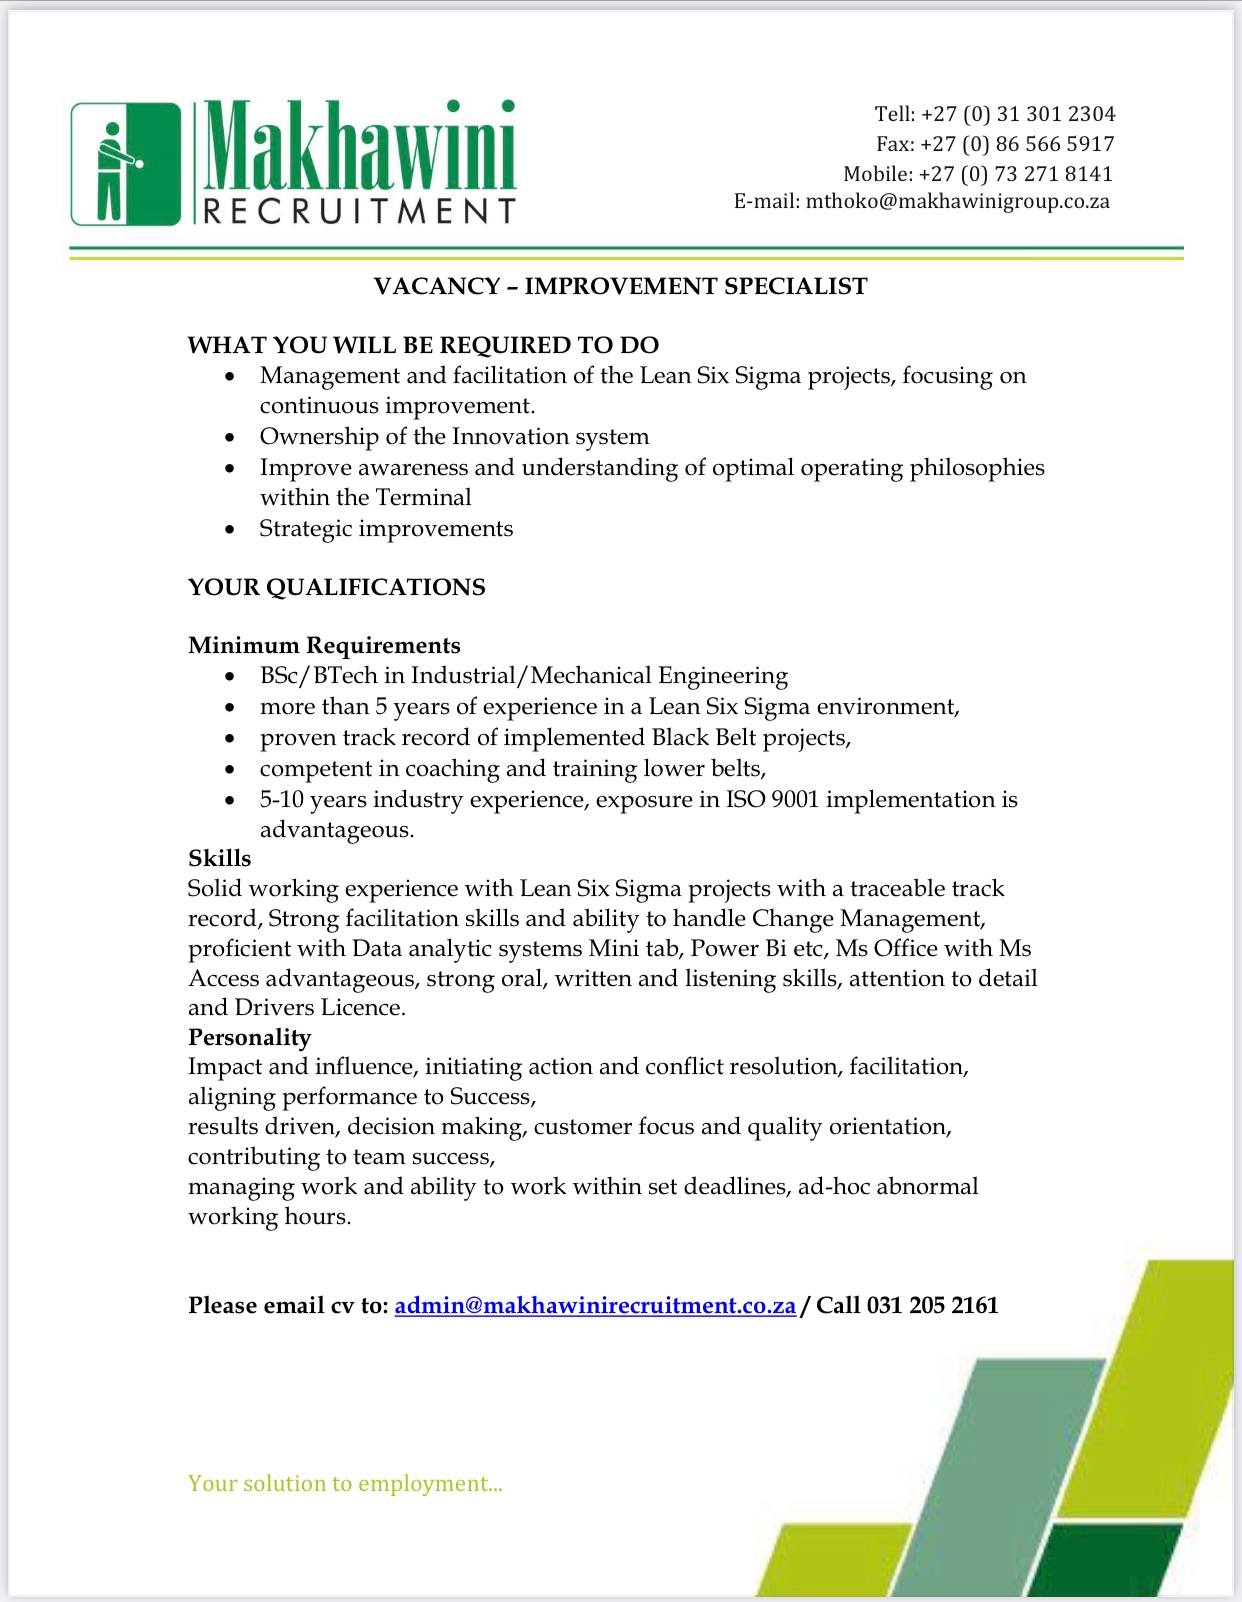 Makhawini
RECRUITMENT
Tell: +27 (0) 31 301 2304
Fax: +27 (0) 86 566 5917
Mobile: +27 (0) 73 271 8141
E-mail: mthoko@makhawinigroup.co.za
VACANCY – IMPROVEMENT SPECIALIST
WHAT YOU WILL BE REQUIRED TO DO
• Management and facilitation of the Lean Six Sigma projects, focusing on
continuous improvement.
• Ownership of the Innovation system
• Improve awareness and understanding of optimal operating philosophies
within the Terminal
• Strategic improvements
YOUR QUALIFICATIONS
Minimum Requirements
• BSc/BTech in Industrial/Mechanical Engineering
• more than 5 years of experience in a Lean Six Sigma environment,
• proven track record of implemented Black Belt projects,
• competent in coaching and training lower belts,
• 5-10 years industry experience, exposure in ISO 9001 implementation is
advantageous.
Skills
Solid working experience with Lean Six Sigma projects with a traceable track
record, Strong facilitation skills and ability to handle Change Management,
proficient with Data analytic systems Mini tab, Power Bi etc, Ms Office with Ms
Access advantageous, strong oral, written and listening skills, attention to detail
and Drivers Licence.
Personality
Impact and influence, initiating action and conflict resolution, facilitation,
aligning performance to Success,
results driven, decision making, customer focus and quality orientation,
contributing to team success,
managing work and ability to work within set deadlines, ad-hoc abnormal
working hours.
Please email cv to: admin@makhawinirecruitment.co.za / Call 031 205 2161
Your solution to employment...